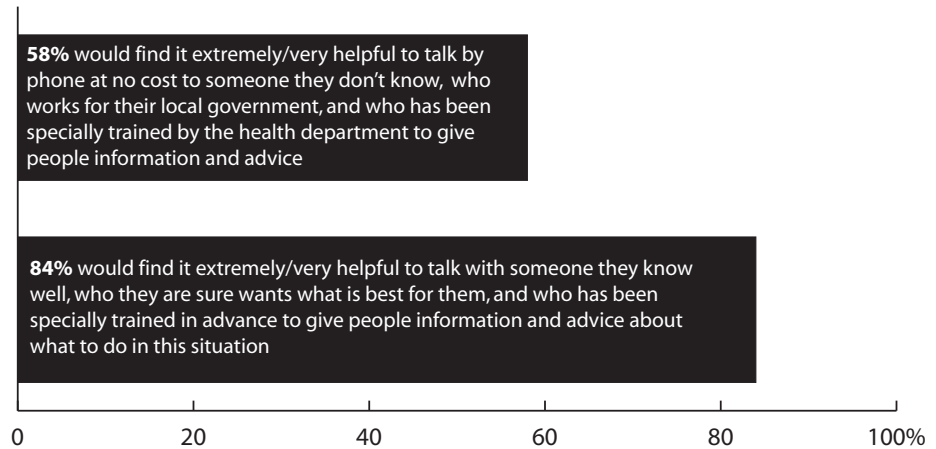 58% would find it extremely/very helpful to talk by
phone at no cost to someone they don't know, who
works for their local government, and who has been
specially trained by the health department to give
people information and advice
84% would find it extremely/very helpful to talk with someone they know
well, who they are sure wants what is best for them, and who has been
specially trained in advance to give people information and advice about
what to do in this situation
0 20 40 60 80 100%